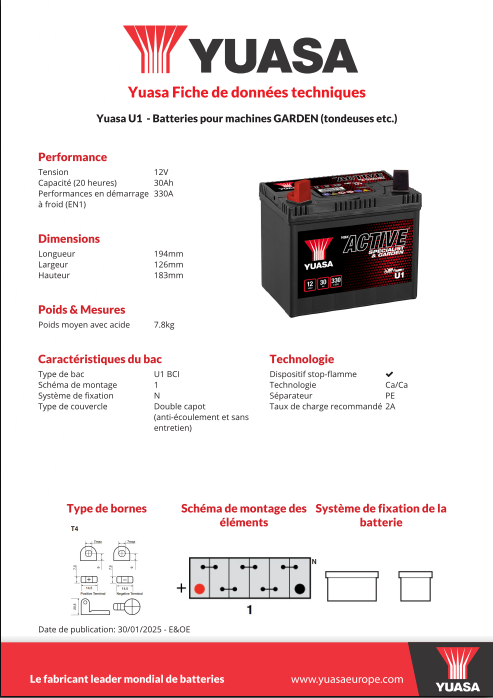 YUASA
Yuasa Fiche de données techniques
Yuasa U1 - Batteries pour machines GARDEN (tondeuses etc.)
Performance
Tension 12V
Capacité (20 heures) 30Ah
Performances en démarrage 330A
à froid (EN1)
Dimensions
Longueur 194mm
Largeur 126mm
Hauteur 183mm
Poids & Mesures
Poids moyen avec acide 7.8kg
YUASA
ACTIVE
SPECIALIST
& GARDEN
12 30 330
U1
Caractéristiques du bac
Type de bac U1 BCI
Schéma de montage 1
Système de fixation N
Type de couvercle Double capot
(anti-écoulement et sans
entretien)
Technologie
Dispositif stop-flamme ✔
Technologie Ca/Ca
Séparateur PE
Taux de charge recommandé 2A
Type de bornes
T4
Positive Terminal Negative Terminal
Schéma de montage des
éléments
N
+
1
Système de fixation de la
batterie
Date de publication: 30/01/2025 - E&OE
Le fabricant leader mondial de batteries
www.yuasaeurope.com
YUASA